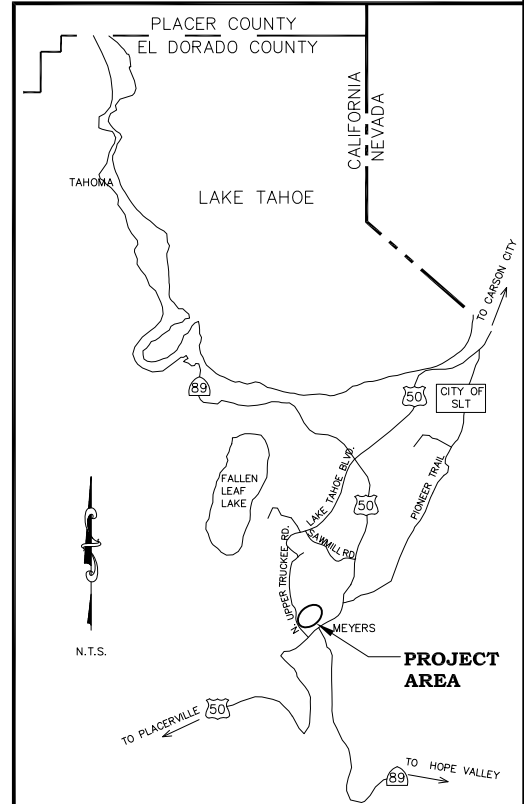 PLACER COUNTY
EL DORADO COUNTY
CALIFORNIA
NEVADA
TAHOMA
LAKE TAHOE
TO CARSON CITY
89
50
CITY OF
SLT
FALLEN
LEAF
LAKE
LAKE TAHOE BLVD.
50
PIONEER TRAIL
SAWMILL RD.
N. UPPER TRUCKEE RD.
MEYERS
N.T.S.
PROJECT
AREA
TO PLACERVILLE
50
TO HOPE VALLEY
89